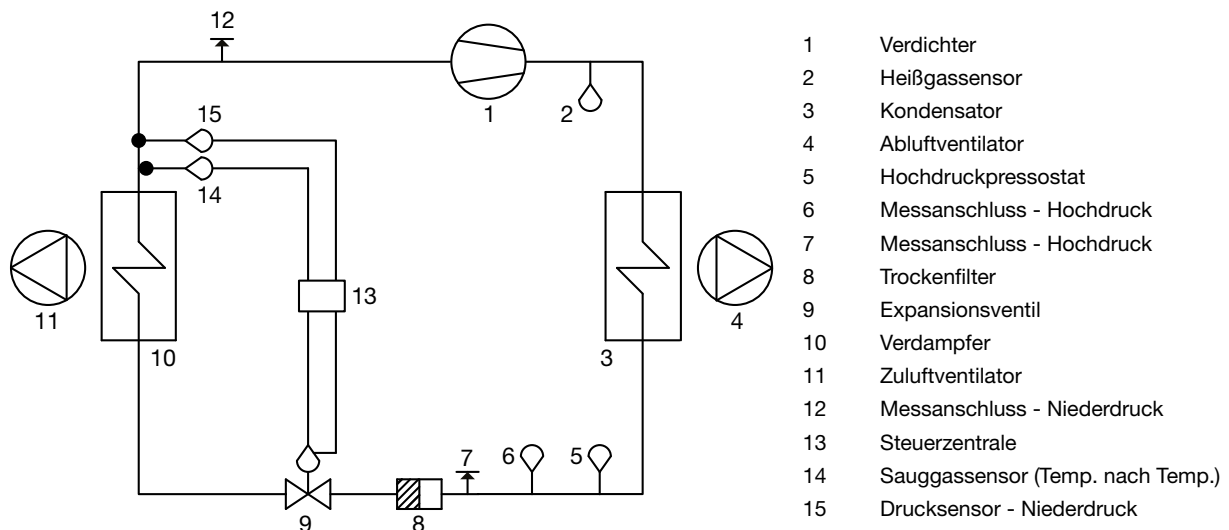 12
15
14
1
2
11
10
13
3
4
9
8
7
6
5
1 Verdichter
2 Heißgassensor
3 Kondensator
4 Abluftventilator
5 Hochdruckpressostat
6 Messanschluss - Hochdruck
7 Messanschluss - Hochdruck
8 Trockenfilter
9 Expansionsventil
10 Verdampfer
11 Zuluftventilator
12 Messanschluss - Niederdruck
13 Steuerzentrale
14 Sauggassensor (Temp. nach Temp.)
15 Drucksensor - Niederdruck